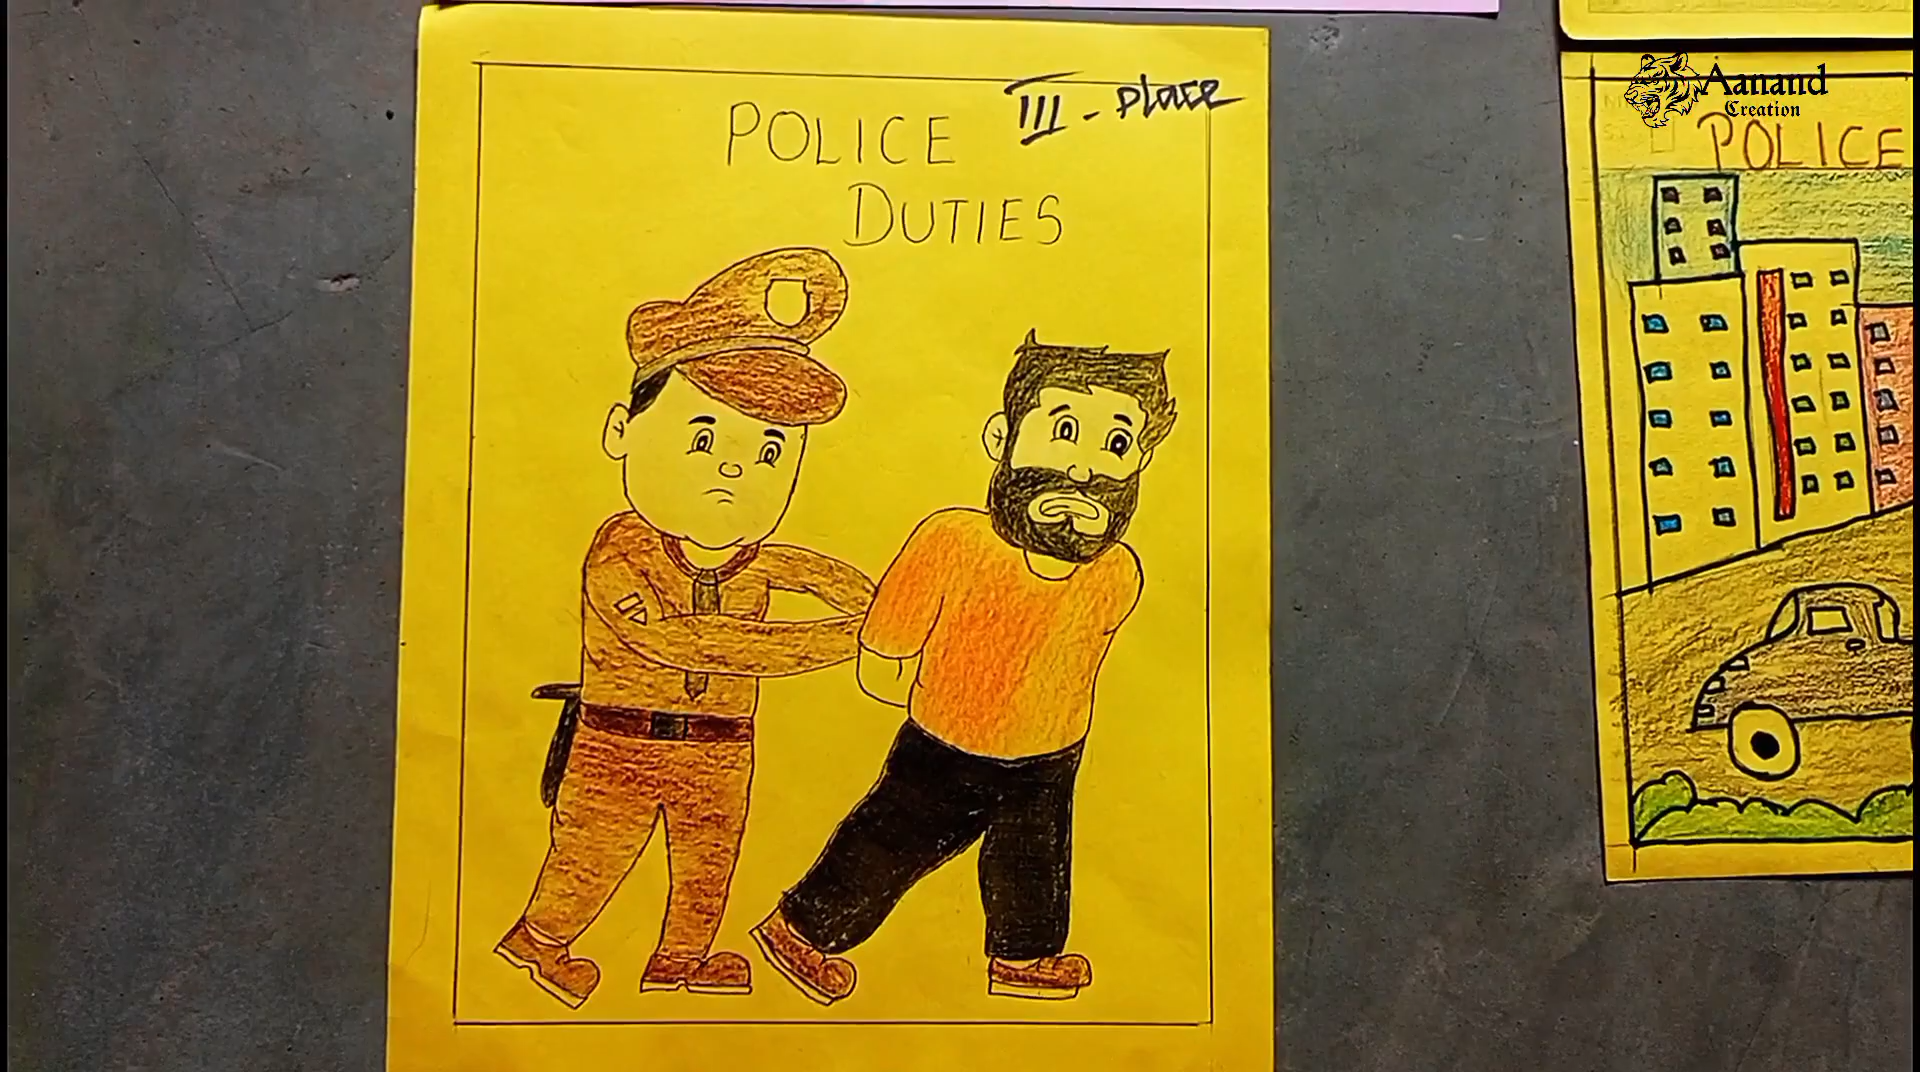 III - place
POLICE
DUTIES
Aanand
Creation
POLICE